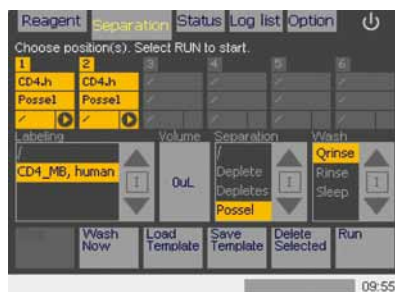 Reagent Separation Status Log list Option
Choose position(s). Select RUN to start.
1 2 3 4 5 6
CD4.h CD4.h / / / /
Possel Possel / / / /
/ / / / / /
Labeling Volume Separation Wash
/ / Qrinse
CD4_MB, human 0uL Deplete Rinse
Depletes Sleep
Possel
Wash Now Load Template Save Template Delete Selected Run
09:55